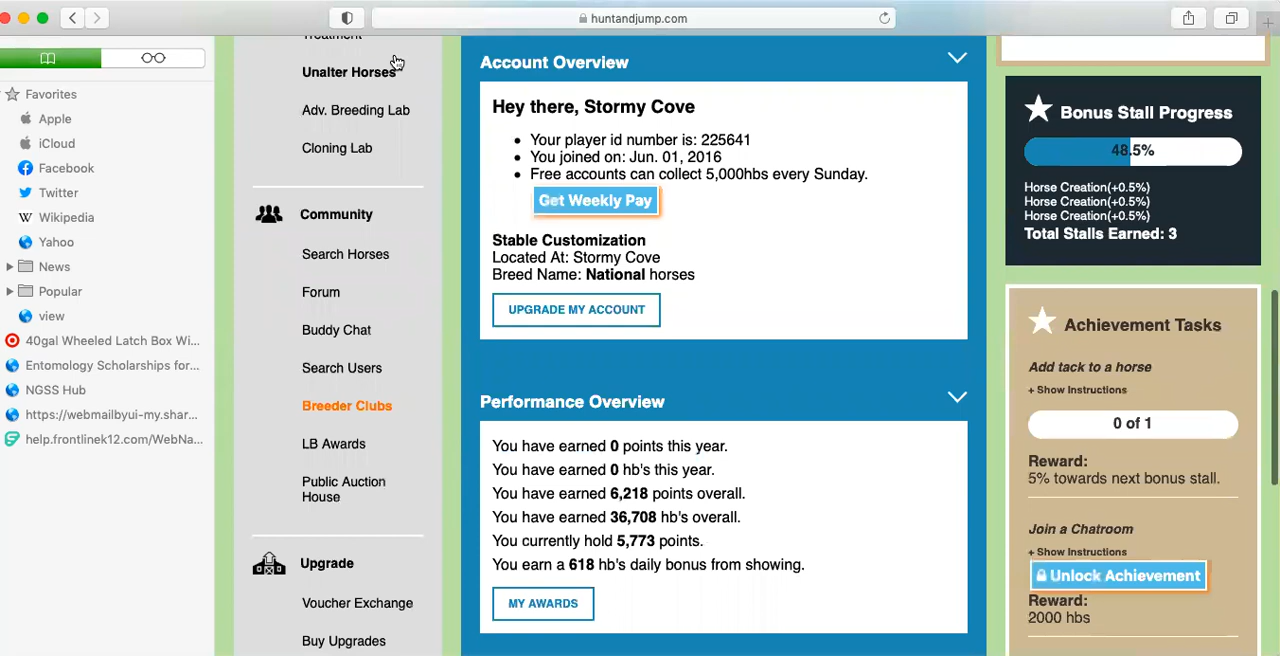 huntandjump.com
Favorites
Apple
iCloud
Facebook
Twitter
Wikipedia
Yahoo
News
Popular
view
40gal Wheeled Latch Box Wi...
Entomology Scholarships for...
NGSS Hub
https://webmailbyui-my.shar...
help.frontlinek12.com/WebNa...
Treatment
Unalter Horses
Adv. Breeding Lab
Cloning Lab
Community
Search Horses
Forum
Buddy Chat
Search Users
Breeder Clubs
LB Awards
Public Auction
House
Upgrade
Voucher Exchange
Buy Upgrades
Account Overview
Hey there, Stormy Cove
• Your player id number is: 225641
• You joined on: Jun. 01, 2016
• Free accounts can collect 5,000hbs every Sunday.
Get Weekly Pay
Stable Customization
Located At: Stormy Cove
Breed Name: National horses
UPGRADE MY ACCOUNT
Performance Overview
You have earned 0 points this year.
You have earned 0 hb's this year.
You have earned 6,218 points overall.
You have earned 36,708 hb's overall.
You currently hold 5,773 points.
You earn a 618 hb's daily bonus from showing.
MY AWARDS
Bonus Stall Progress
48.5%
Horse Creation(+0.5%)
Horse Creation(+0.5%)
Horse Creation(+0.5%)
Total Stalls Earned: 3
Achievement Tasks
Add tack to a horse
+ Show Instructions
0 of 1
Reward:
5% towards next bonus stall.
Join a Chatroom
+ Show Instructions
Unlock Achievement
Reward:
2000 hbs